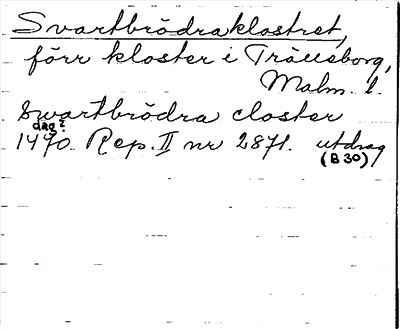 Svartbrödraklostret,
förr kloster i Trälleborg,
Malm. l.
Swartbrödra closter
dag?
1470. Rep. II nr 2871. utdrag
(B 30)